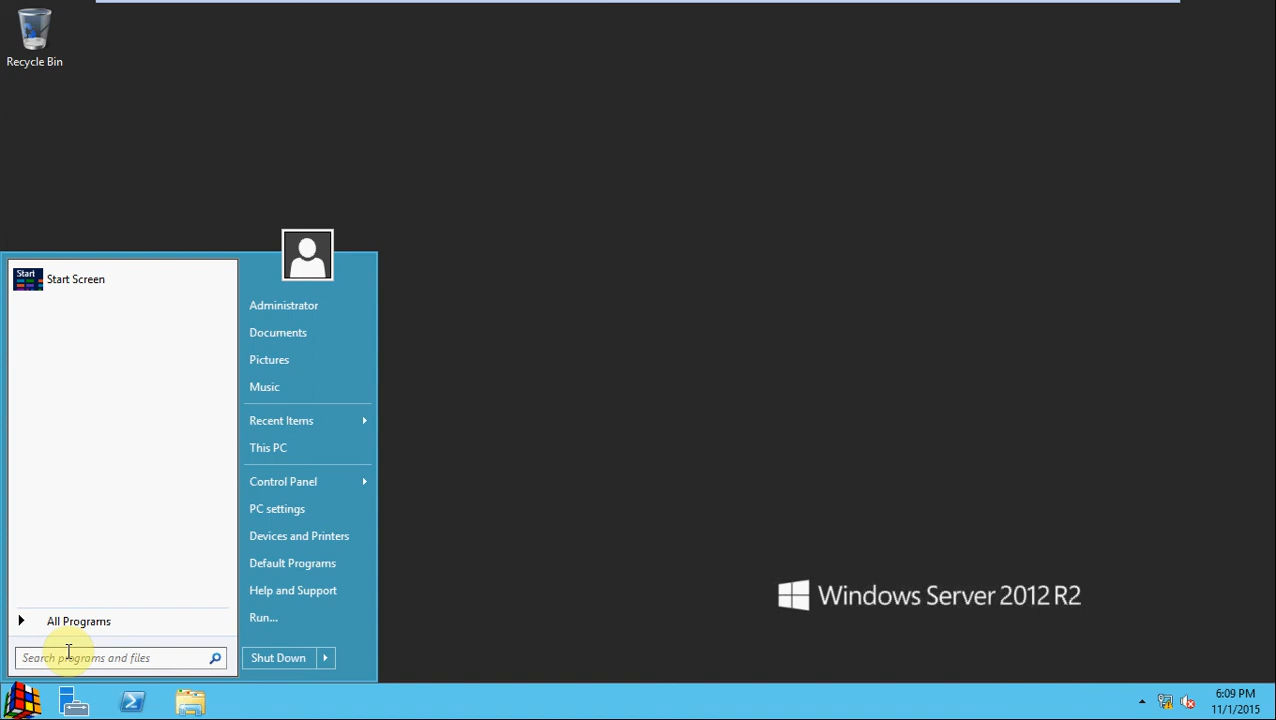 Recycle Bin
Start
Start Screen
All Programs
Search programs and files
Administrator
Documents
Pictures
Music
Recent Items
This PC
Control Panel
PC settings
Devices and Printers
Default Programs
Help and Support
Run...
Shut Down
Windows Server 2012 R2
6:09 PM
11/1/2015